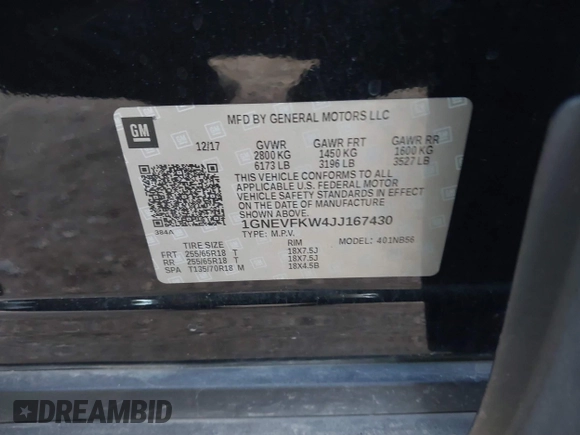 MFD BY GENERAL MOTORS LLC
GM
12/17
GVWR GAWR FRT GAWR RR
2800 KG 1450 KG 1600 KG
6173 LB 3196 LB 3527 LB
THIS VEHICLE CONFORMS TO ALL
APPLICABLE U.S. FEDERAL MOTOR
VEHICLE SAFETY STANDARDS IN EFFECT
ON THE DATE OF MANUFACTURE
SHOWN ABOVE.
1GNEVFKW4JJ167430
TYPE: M.P.V.
MODEL: 401NB56
384A
TIRE SIZE RIM
FRT 255/65R18 T 18X7.5J
RR 255/65R18 T 18X7.5J
SPA T135/70R18 M 18X4.5B
DREAMBID